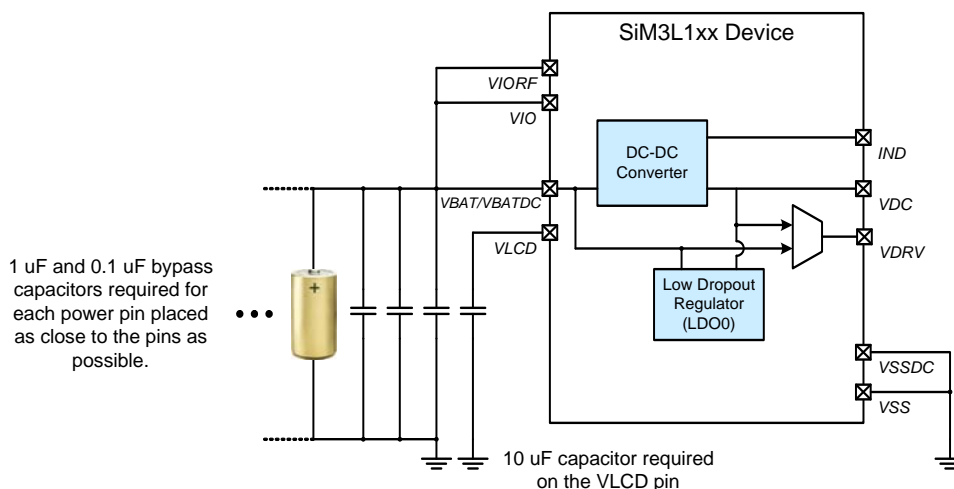 SiM3L1xx Device
VIORF
VIO
DC-DC
Converter
IND
VBAT/VBATDC
VDC
VLCD
VDRV
1 uF and 0.1 uF bypass
capacitors required for
each power pin placed
as close to the pins as
possible.
+
Low Dropout
Regulator
(LDO0)
VSSDC
VSS
10 uF capacitor required
on the VLCD pin